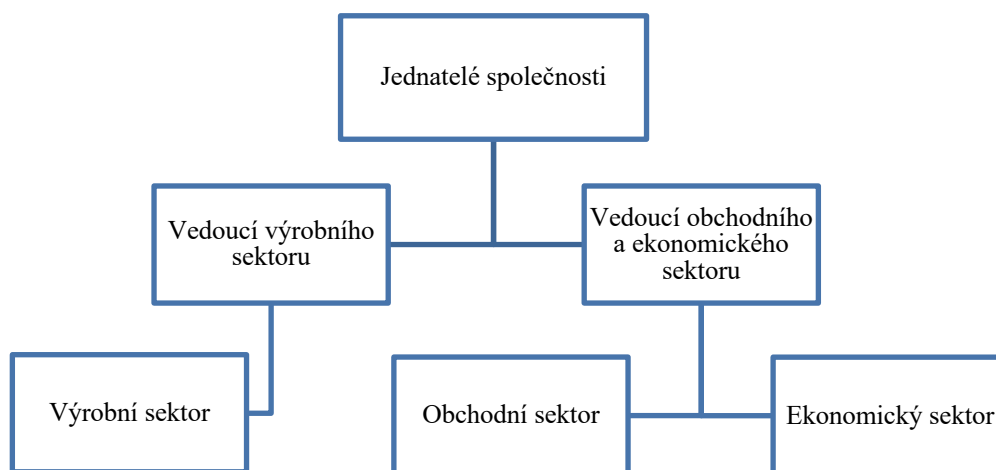 Jednatelé společnosti
Vedoucí výrobního
sektoru
Vedoucí obchodního
a ekonomického
sektoru
Výrobní sektor
Obchodní sektor
Ekonomický sektor